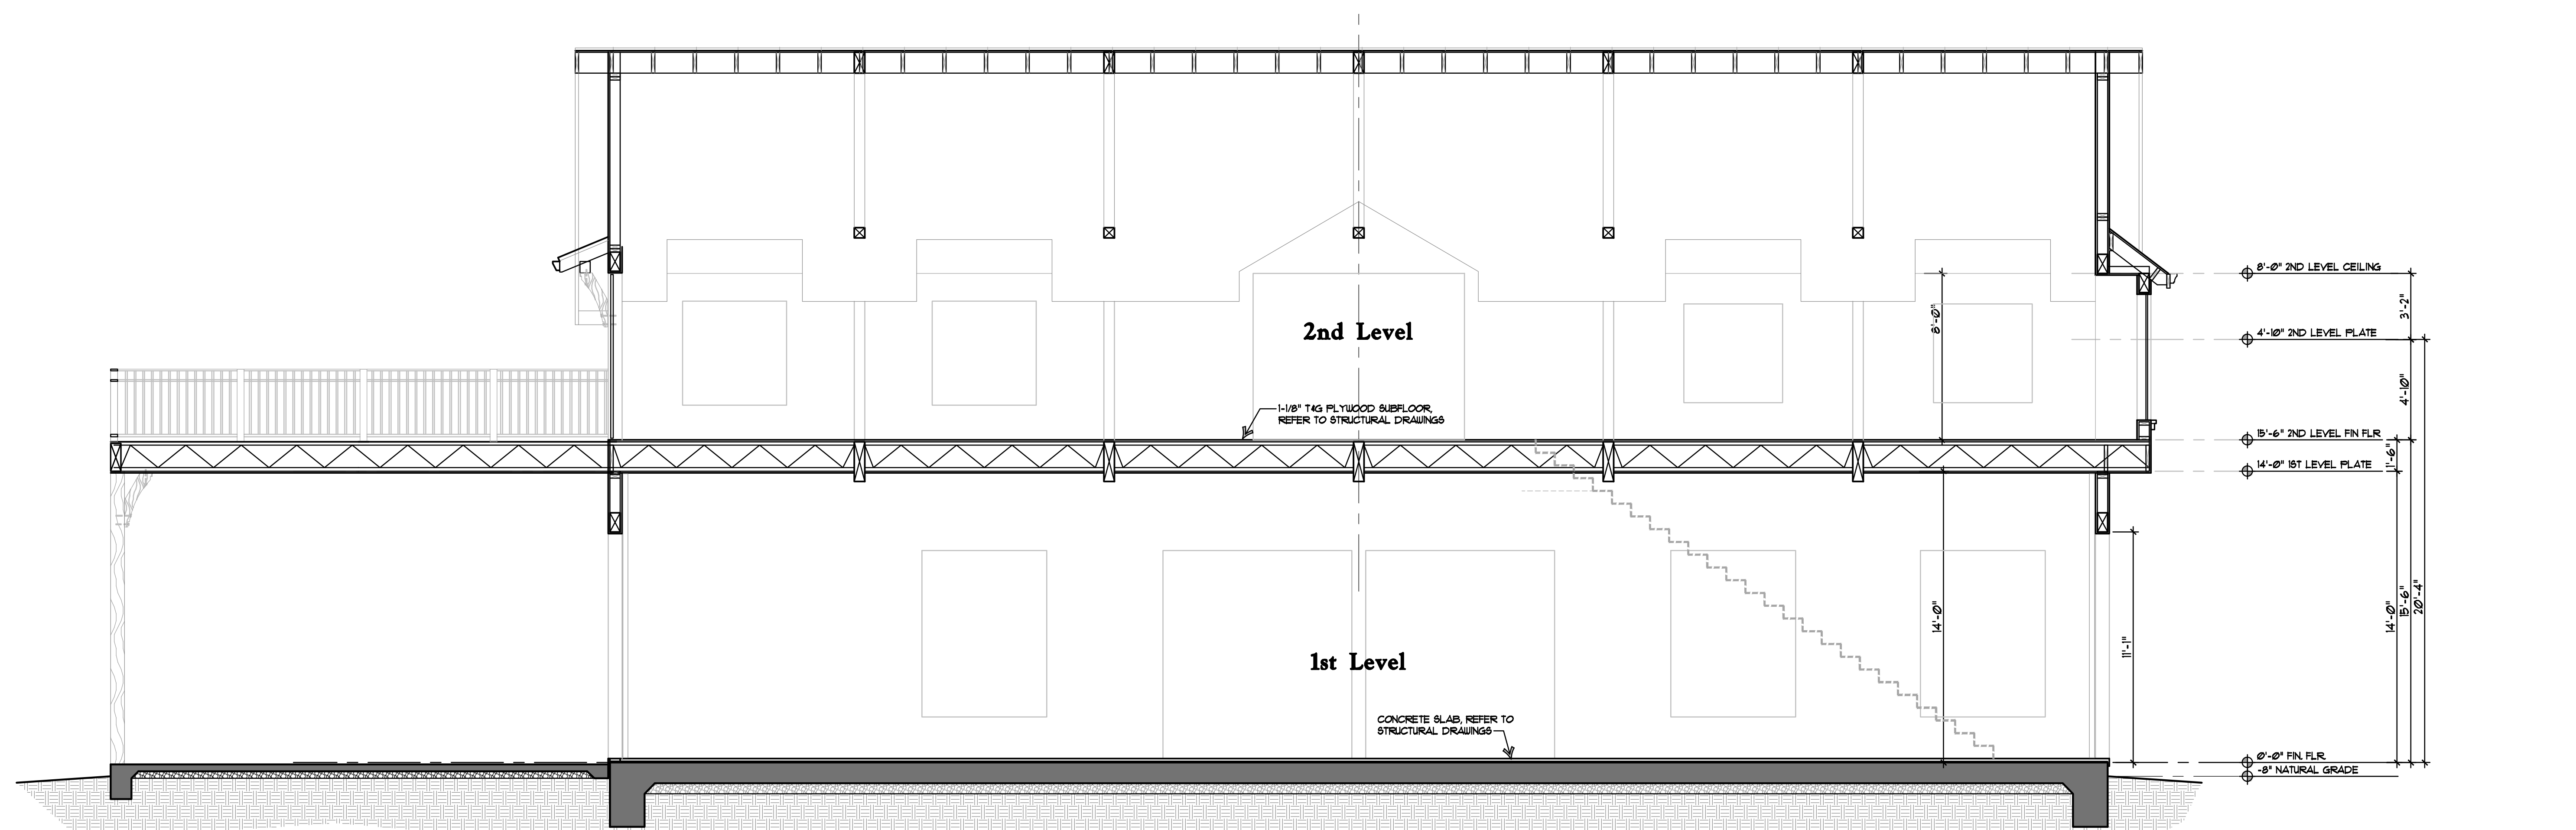 8'-0" 2ND LEVEL CEILING
3'-2"
8'-0"
2nd Level
4'-10" 2ND LEVEL PLATE
4'-10"
1-1/8" T&G PLYWOOD SUBFLOOR,
REFER TO STRUCTURAL DRAWINGS
15'-6" 2ND LEVEL FIN FLR
1'-6"
14'-0" 1ST LEVEL PLATE
14'-0"
11'-1"
14'-0"
15'-6"
20'-4"
1st Level
CONCRETE SLAB, REFER TO
STRUCTURAL DRAWINGS
0'-0" FIN. FLR.
-8" NATURAL GRADE